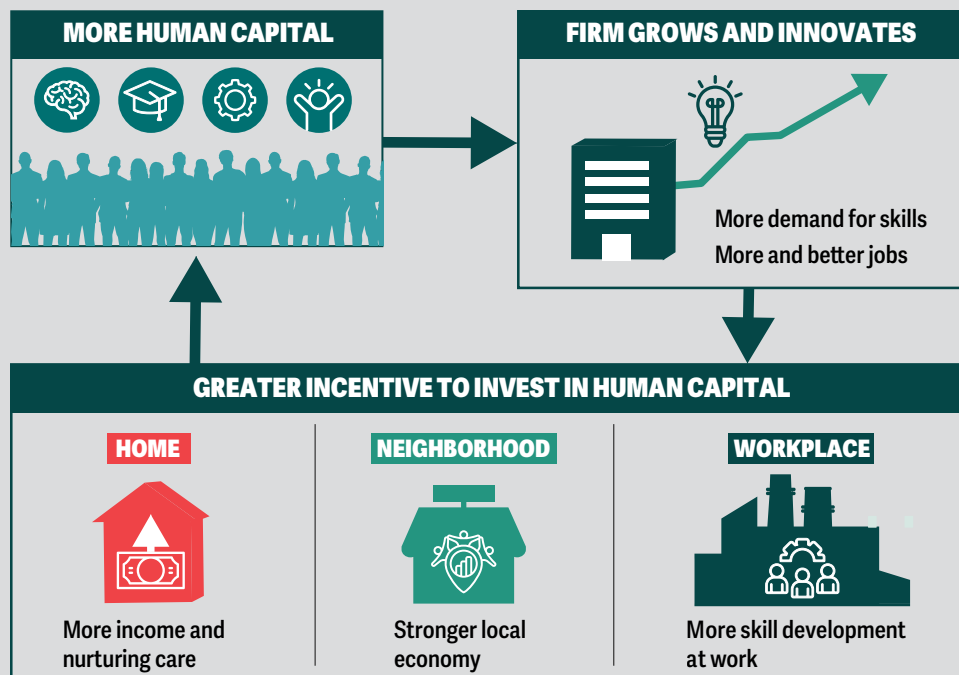 MORE HUMAN CAPITAL
FIRM GROWS AND INNOVATES
More demand for skills
More and better jobs
GREATER INCENTIVE TO INVEST IN HUMAN CAPITAL
HOME
More income and
nurturing care
NEIGHBORHOOD
Stronger local
economy
WORKPLACE
More skill development
at work